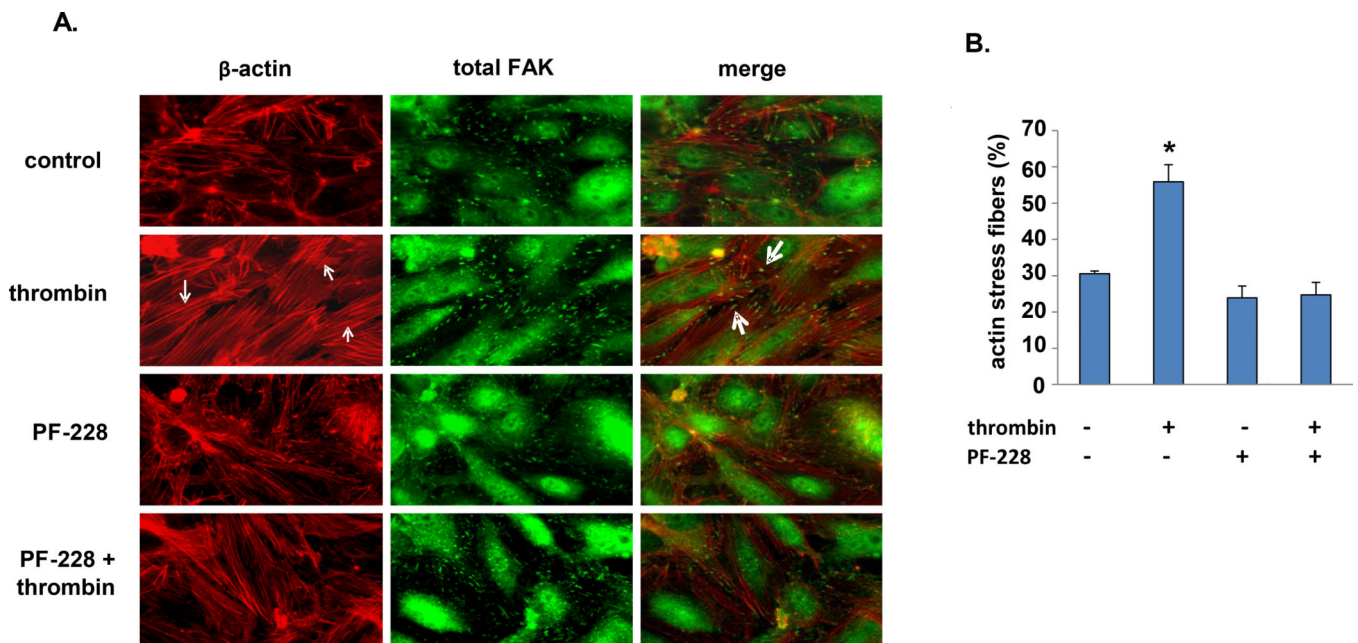 A.
β-actin total FAK merge
control
thrombin
PF-228
PF-228 +
thrombin
B.
actin stress fibers (%)
70
60
50
40
30
20
10
0
*
thrombin - + - +
PF-228 - - + +